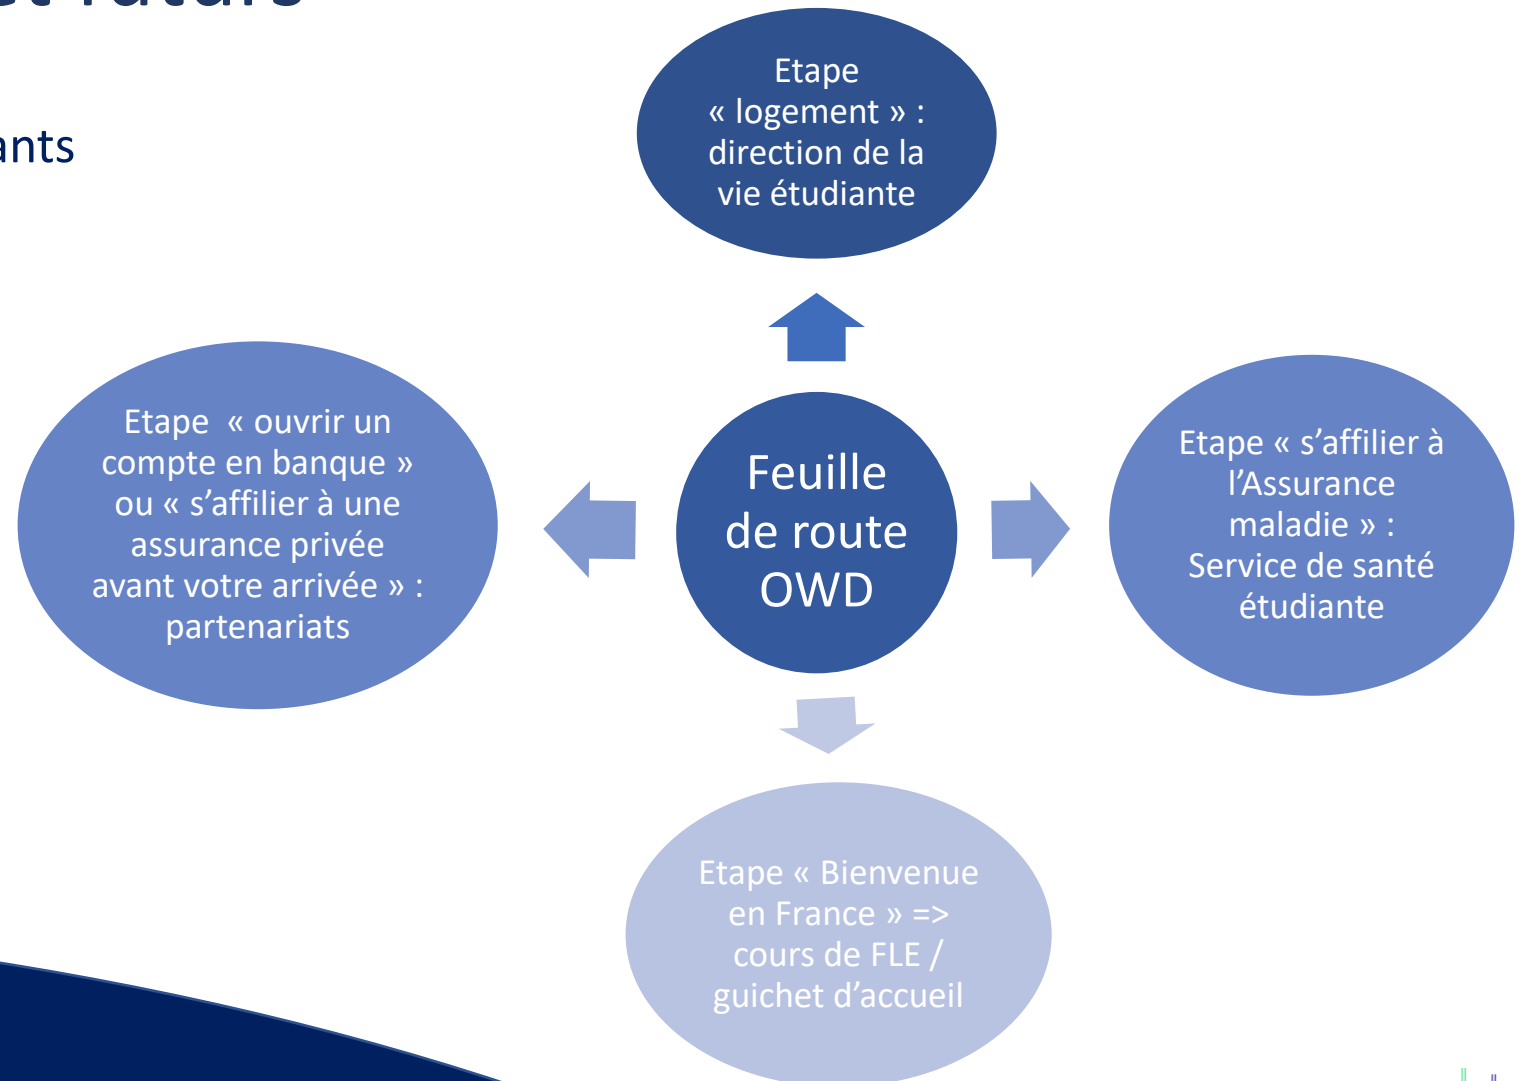 et futurs
ants
Etape
« logement » :
direction de la
vie étudiante
Etape  « ouvrir un
compte en banque »
ou « s’affilier à une
assurance privée
avant votre arrivée » :
partenariats
Feuille
de route
OWD
Etape « s’affilier à
l’Assurance
maladie » :
Service de santé
étudiante
Etape « Bienvenue
en France » =>
cours de FLE /
guichet d’accueil